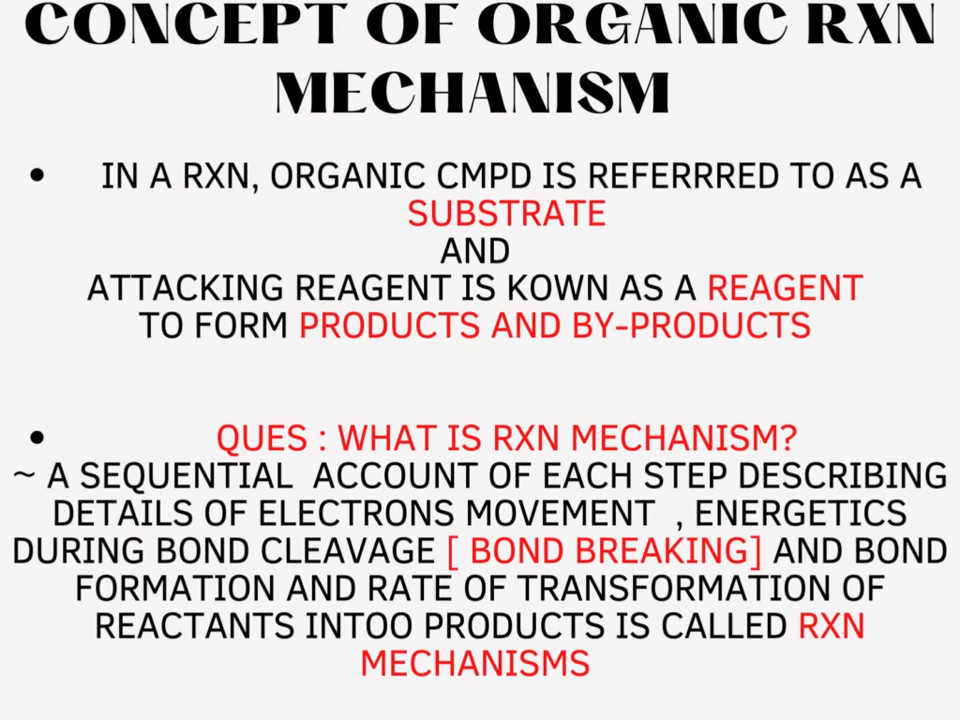 CONCEPT OF ORGANIC RXN
MECHANISM
• IN A RXN, ORGANIC CMPD IS REFERRRED TO AS A
SUBSTRATE
AND
ATTACKING REAGENT IS KOWN AS A REAGENT
TO FORM PRODUCTS AND BY-PRODUCTS
• QUES : WHAT IS RXN MECHANISM?
~ A SEQUENTIAL ACCOUNT OF EACH STEP DESCRIBING
DETAILS OF ELECTRONS MOVEMENT , ENERGETICS
DURING BOND CLEAVAGE [ BOND BREAKING] AND BOND
FORMATION AND RATE OF TRANSFORMATION OF
REACTANTS INTOO PRODUCTS IS CALLED RXN
MECHANISMS